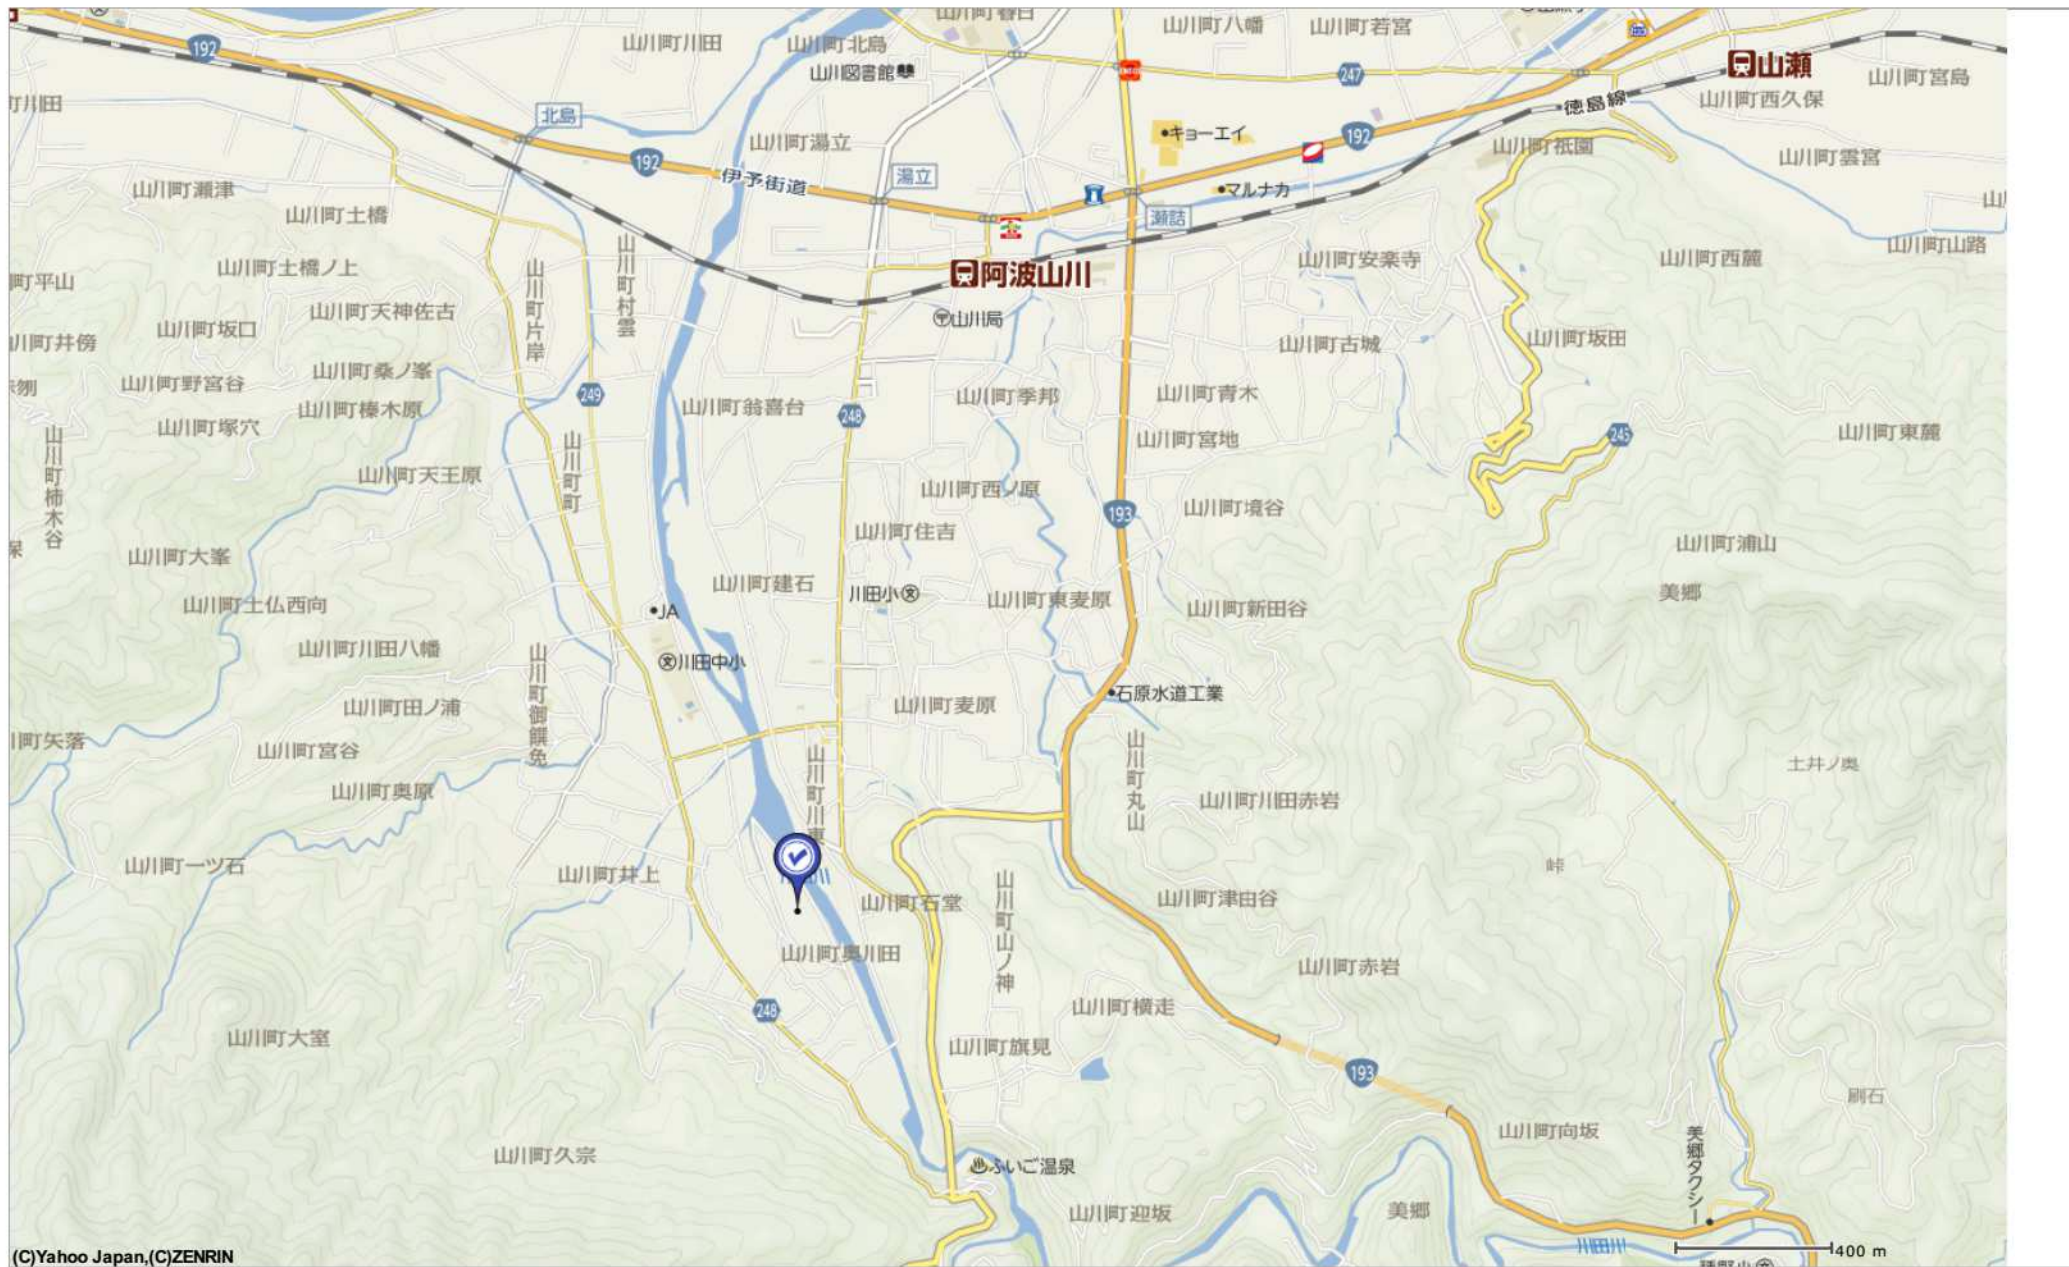 山川町八幡
山川町若宮
山川町川田
山川町北島
山川図書館
192
247
山瀬
山川町宮島
山川町西久保
徳島線
北島
キョーエイ
192
山川町湯立
192
伊予街道
湯立
山川町祇園
山川町雲宮
マルナカ
瀬詰
山川町瀬津
山川町土橋
山川町村雲
山川町片岸
山川町土橋ノ上
阿波山川
山川町安楽寺
山川町西麓
山川町山路
町平山
山川町天神佐古
山川町坂口
山川局
山川町古城
山川町坂田
川町井傍
山川町桑ノ峯
山川町野宮谷
249
山川町翁喜台
248
山川町季邦
山川町青木
山川町榛木原
山川町塚穴
山川町柿木谷
山川町町
山川町宮地
245
山川町東麓
山川町天王原
山川町西ノ原
193
山川町境谷
山川町住吉
山川町浦山
山川町大峯
山川町建石
川田小
文
山川町東麦原
山川町新田谷
美郷
山川町土仏西向
JA
山川町川田八幡
文
川田中小
山川町御饌免
石原水道工業
山川町田ノ浦
山川町麦原
川町矢落
山川町宮谷
山川町丸山
土井ノ奥
山川町奥原
山川町川田赤岩
山川町一ツ石
山川町井上
峠
山川町石堂
山川町山ノ神
山川町津由谷
山川町奥川田
山川町赤岩
248
山川町横走
山川町大室
山川町旗見
193
刷石
山川町久宗
山川町向坂
美郷タクシー
ふいご温泉
山川町迎坂
美郷
川田川
400 m
(C)Yahoo Japan,(C)ZENRIN